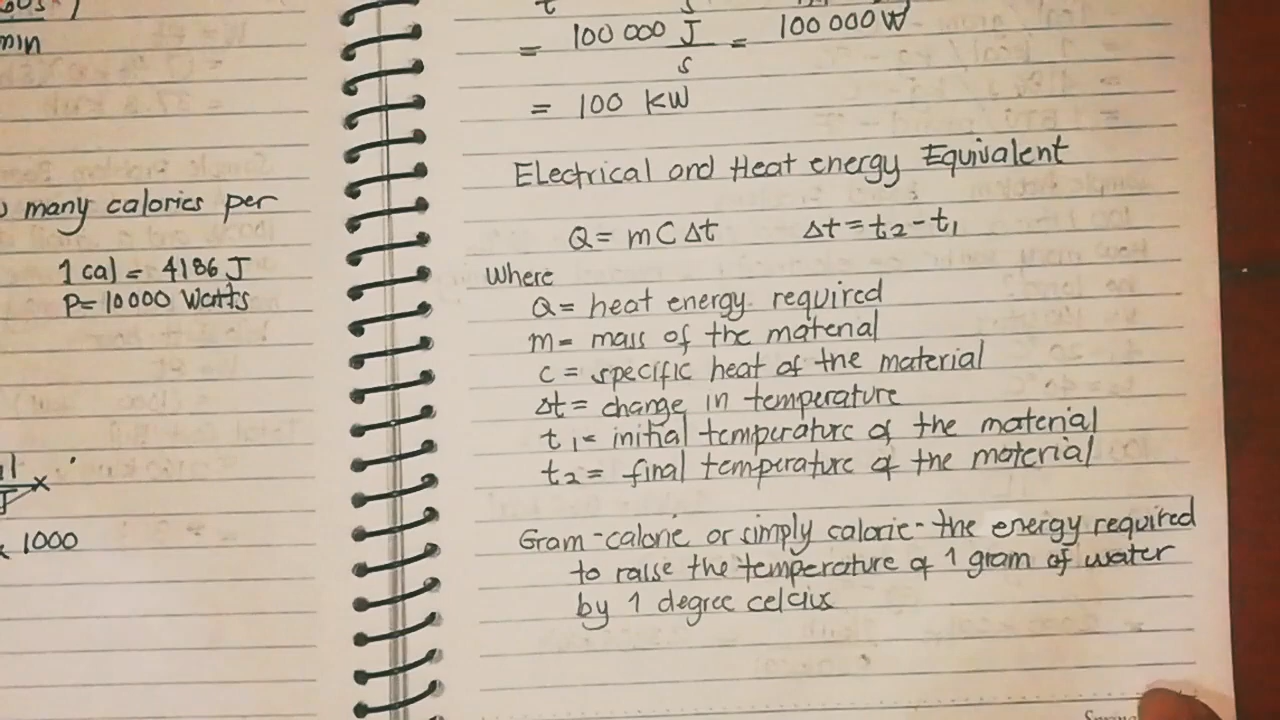 min
many calories per
1 cal = 4186 J
P= 10000 Watts
1000
t s
= 100 000 J = 100 000 W
s
= 100 KW
Electrical and Heat energy Equivalent
Q = m C Δt Δt = t2 - t1
Where
Q = heat energy required
m = mass of the material
c = specific heat of the material
Δt = change in temperature
t1 = initial temperature of the material
t2 = final temperature of the material
Gram-calorie or simply calorie - the energy required
to raise the temperature of 1 gram of water
by 1 degree celcius